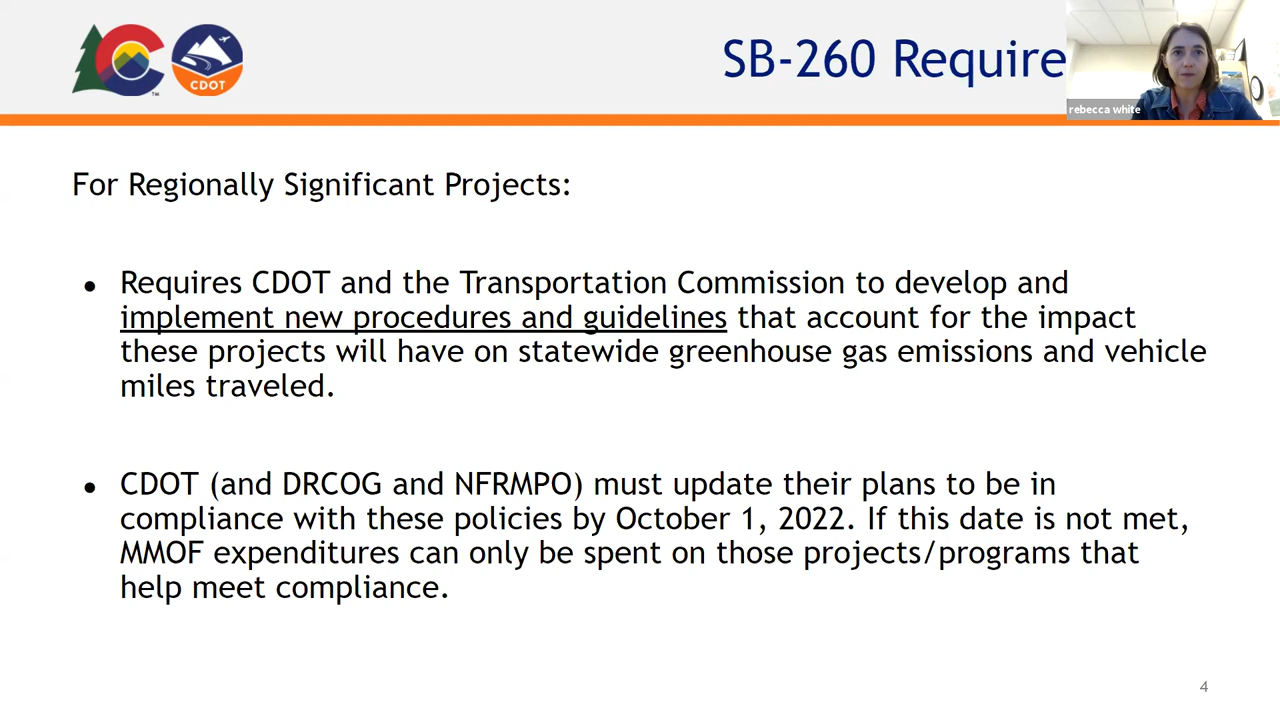 SB-260 Require
rebecca white
CDOT
TM
For Regionally Significant Projects:
● Requires CDOT and the Transportation Commission to develop and
implement new procedures and guidelines that account for the impact
these projects will have on statewide greenhouse gas emissions and vehicle
miles traveled.
● CDOT (and DRCOG and NFRMPO) must update their plans to be in
compliance with these policies by October 1, 2022. If this date is not met,
MMOF expenditures can only be spent on those projects/programs that
help meet compliance.
4